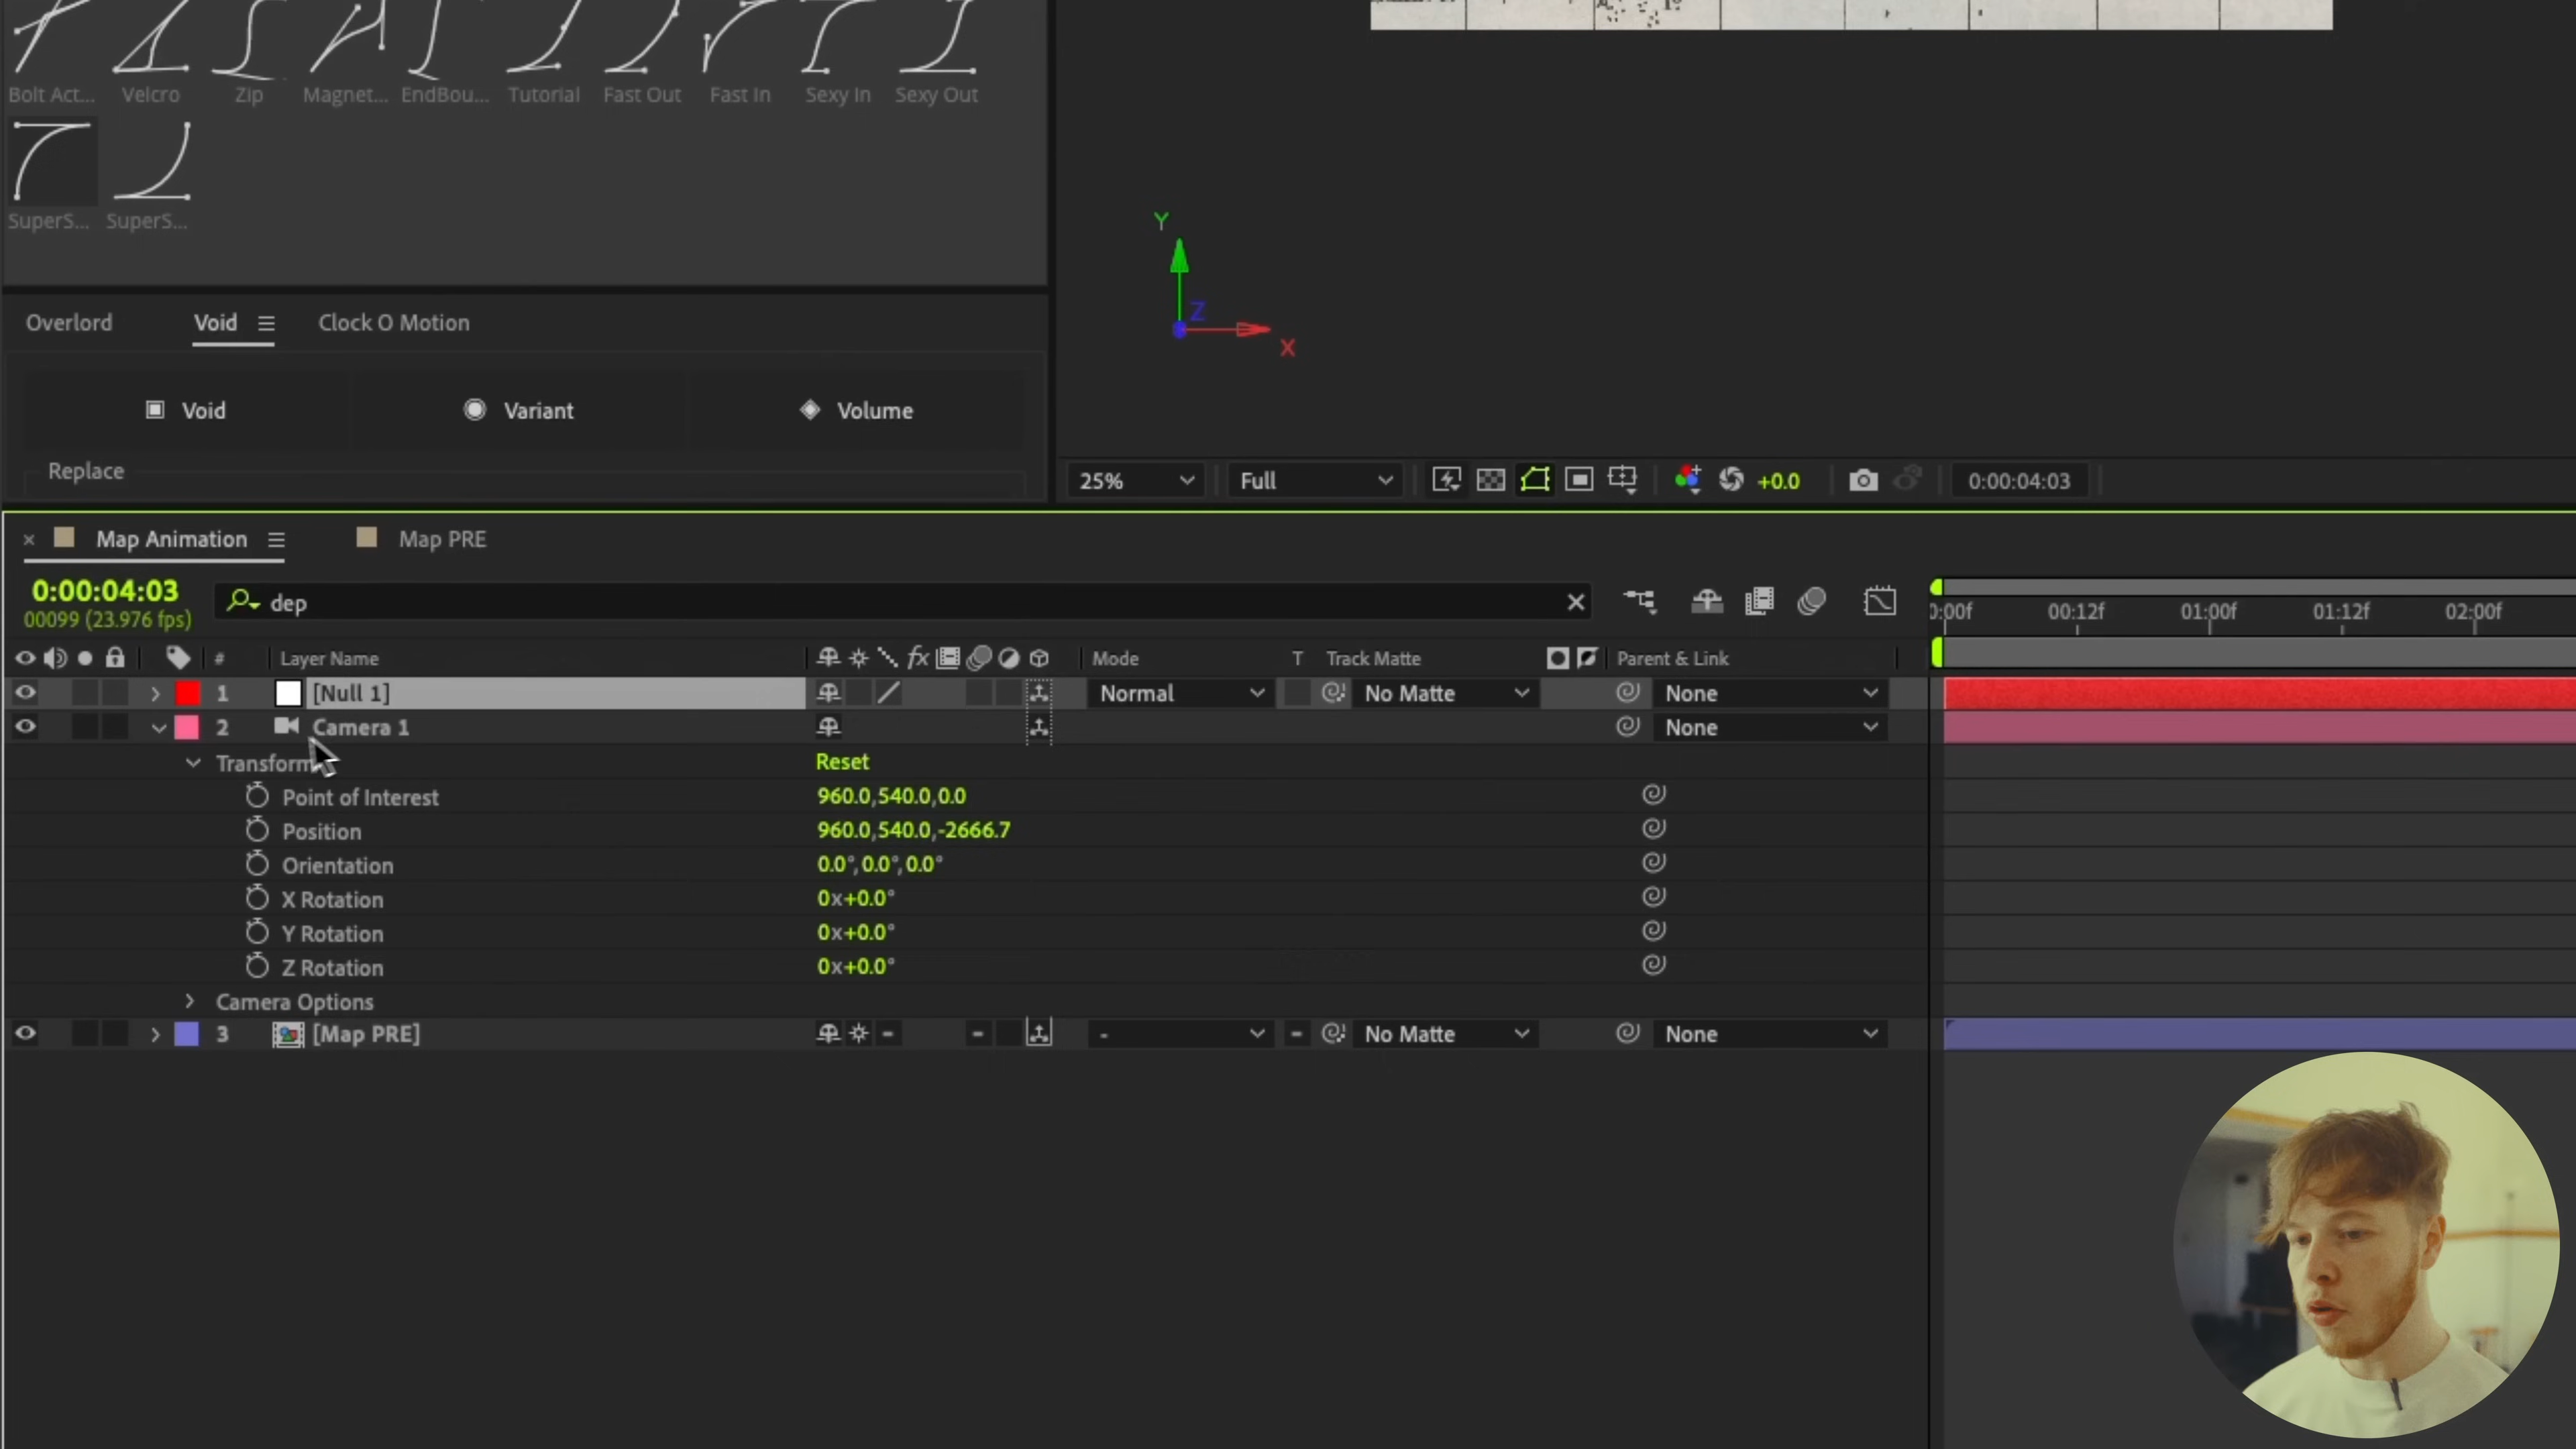 Bolt Act... Velcro Zip Magnet... EndBou... Tutorial Fast Out Fast In Sexy In Sexy Out
SuperS... SuperS...
Y
Z
X
Overlord Void Clock O Motion
Void Variant Volume
Replace
25% Full +0.0 0:00:04:03
Map Animation Map PRE
0:00:04:03
00099 (23.976 fps)
dep
:00f 00:12f 01:00f 01:12f 02:00f
# Layer Name fx Mode T Track Matte Parent & Link
1 [Null 1] Normal No Matte None
2 Camera 1 None
Transform Reset
Point of Interest 960.0,540.0,0.0
Position 960.0,540.0,-2666.7
Orientation 0.0°,0.0°,0.0°
X Rotation 0x+0.0°
Y Rotation 0x+0.0°
Z Rotation 0x+0.0°
Camera Options
3 [Map PRE] - - - - No Matte None